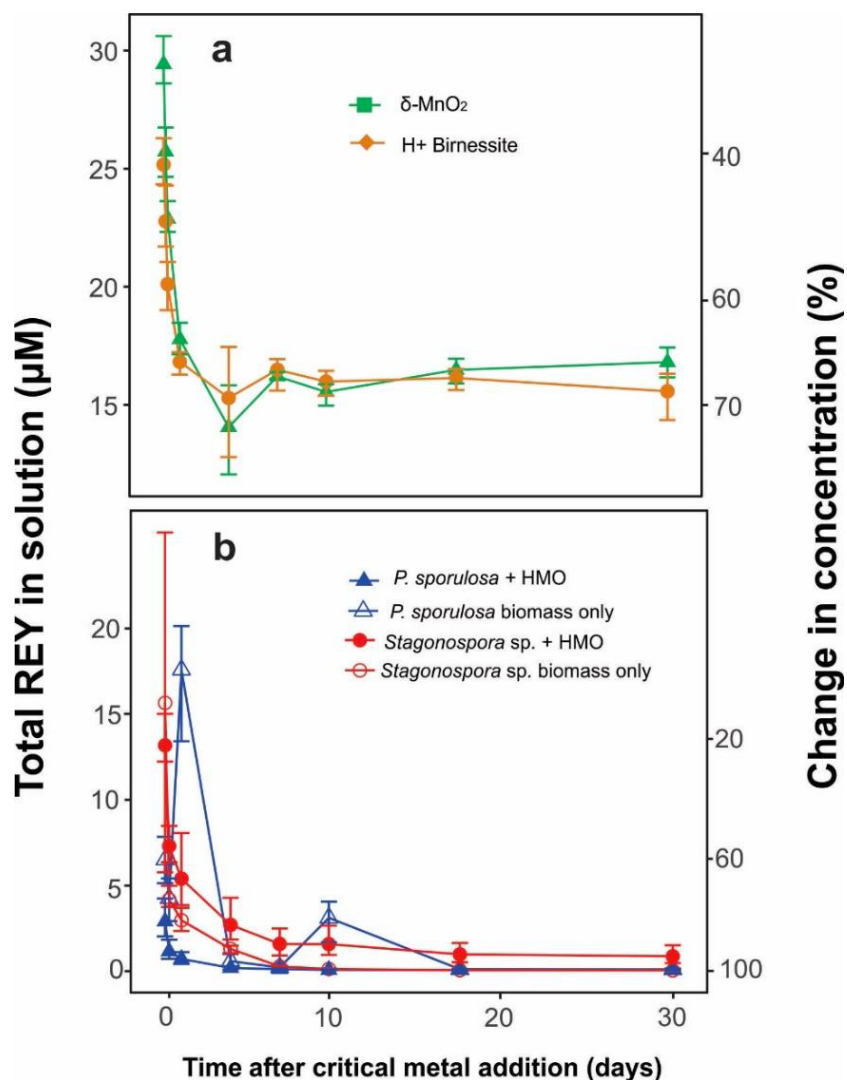 a
30
25
20
15
δ-MnO₂
H+ Birnessite
40
60
70
Total REY in solution (µM)
Change in concentration (%)
b
20
15
10
5
0
P. sporulosa + HMO
P. sporulosa biomass only
Stagonospora sp. + HMO
Stagonospora sp. biomass only
20
60
100
0
10
20
30
Time after critical metal addition (days)